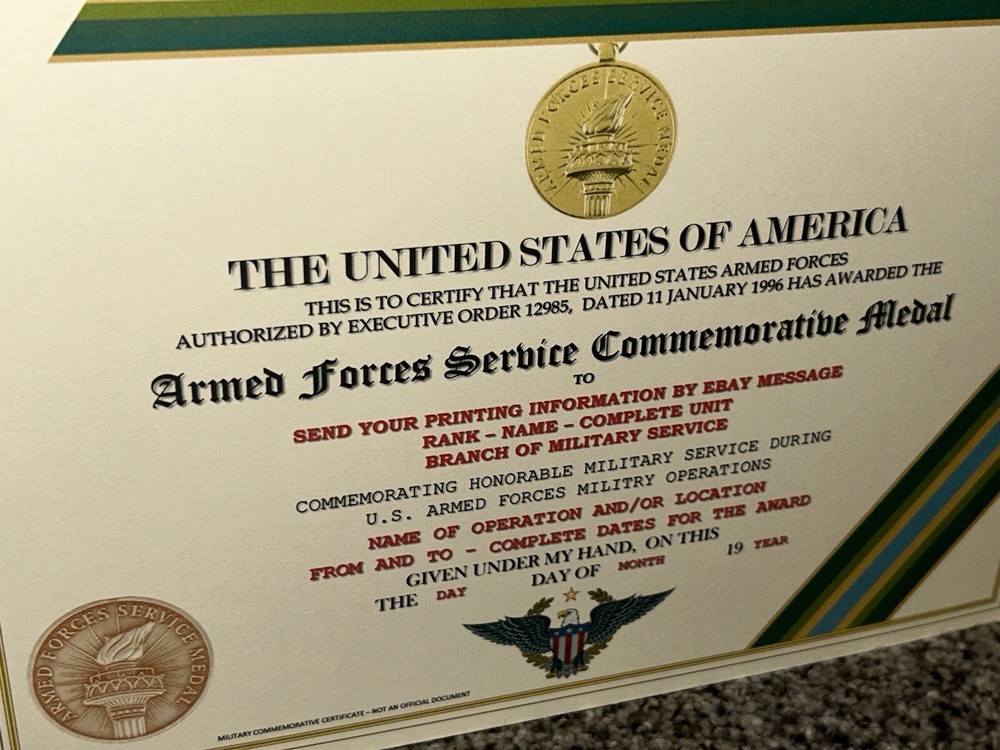 ARMED FORCES SERVICE MEDAL
THE UNITED STATES OF AMERICA
THIS IS TO CERTIFY THAT THE UNITED STATES ARMED FORCES
AUTHORIZED BY EXECUTIVE ORDER 12985, DATED 11 JANUARY 1996 HAS AWARDED THE
Armed Forces Service Commemorative Medal
TO
SEND YOUR PRINTING INFORMATION BY EBAY MESSAGE
RANK – NAME – COMPLETE UNIT
BRANCH OF MILITARY SERVICE
COMMEMORATING HONORABLE MILITARY SERVICE DURING
U.S. ARMED FORCES MILITRY OPERATIONS
NAME OF OPERATION AND/OR LOCATION
FROM AND TO – COMPLETE DATES FOR THE AWARD
GIVEN UNDER MY HAND, ON THIS
THE DAY DAY OF MONTH 19 YEAR
ARMED FORCES SERVICE MEDAL
MILITARY COMMEMORATIVE CERTIFICATE – NOT AN OFFICIAL DOCUMENT